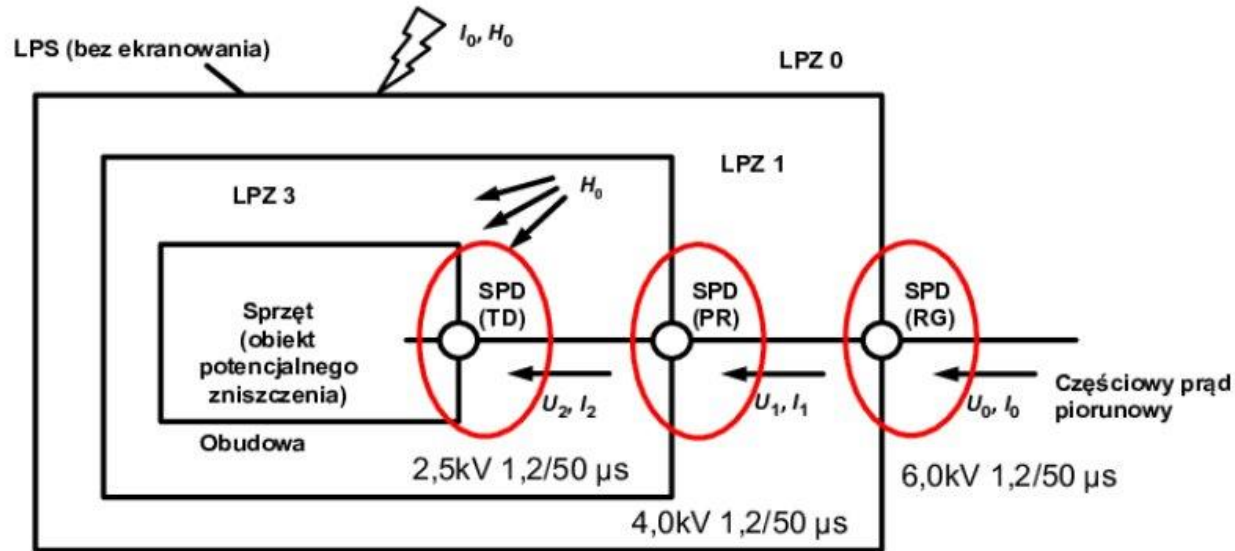 LPS (bez ekranowania)
I₀, H₀
LPZ 0
LPZ 1
LPZ 3
H₀
Sprzęt
(obiekt
potencjalnego
zniszczenia)
Obudowa
SPD
(TD)
SPD
(PR)
SPD
(RG)
U₂, I₂
U₁, I₁
U₀, I₀
Częściowy prąd
piorunowy
2,5kV 1,2/50 µs
4,0kV 1,2/50 µs
6,0kV 1,2/50 µs